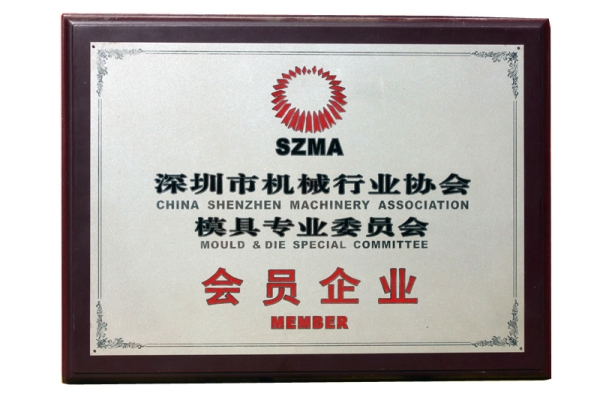 SZMA
深圳市机械行业协会
CHINA SHENZHEN MACHINERY ASSOCIATION
模具专业委员会
MOULD & DIE SPECIAL COMMITTEE
会员企业
MEMBER